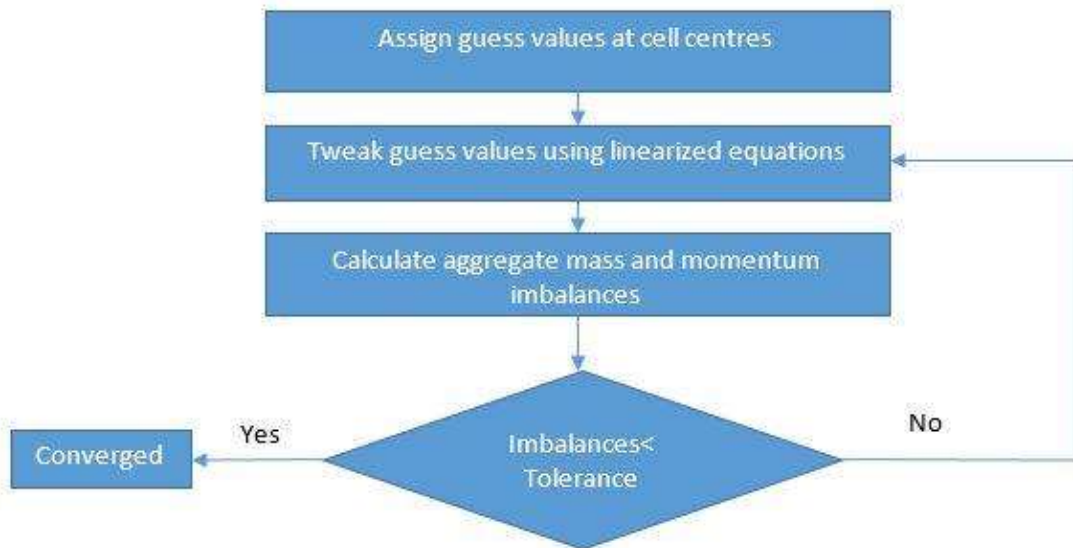 Assign guess values at cell centres
Tweak guess values using linearized equations
Calculate aggregate mass and momentum
imbalances
Imbalances<
Tolerance
Yes
No
Converged